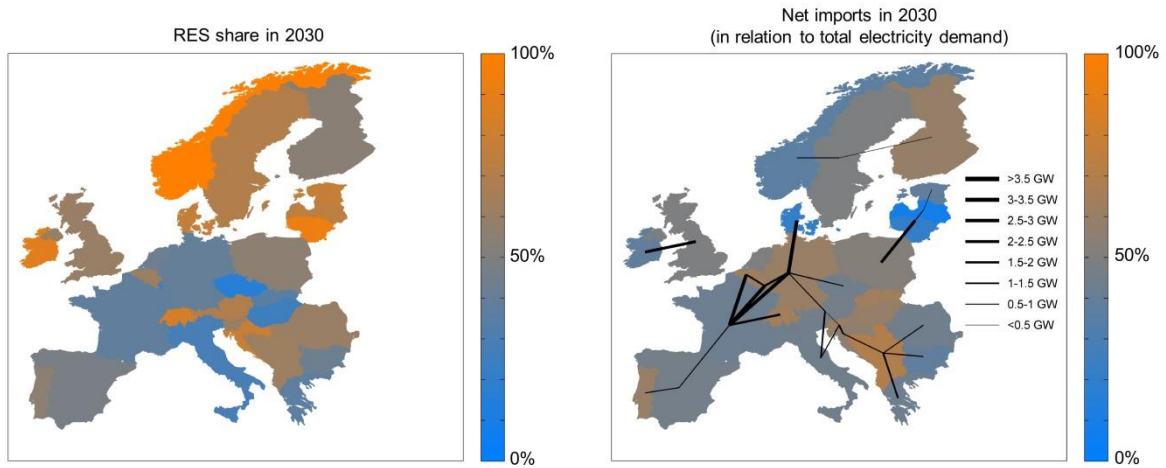 RES share in 2030
100%
50%
0%
Net imports in 2030
(in relation to total electricity demand)
>3.5 GW
3-3.5 GW
2.5-3 GW
2-2.5 GW
1.5-2 GW
1-1.5 GW
0.5-1 GW
<0.5 GW
100%
50%
0%